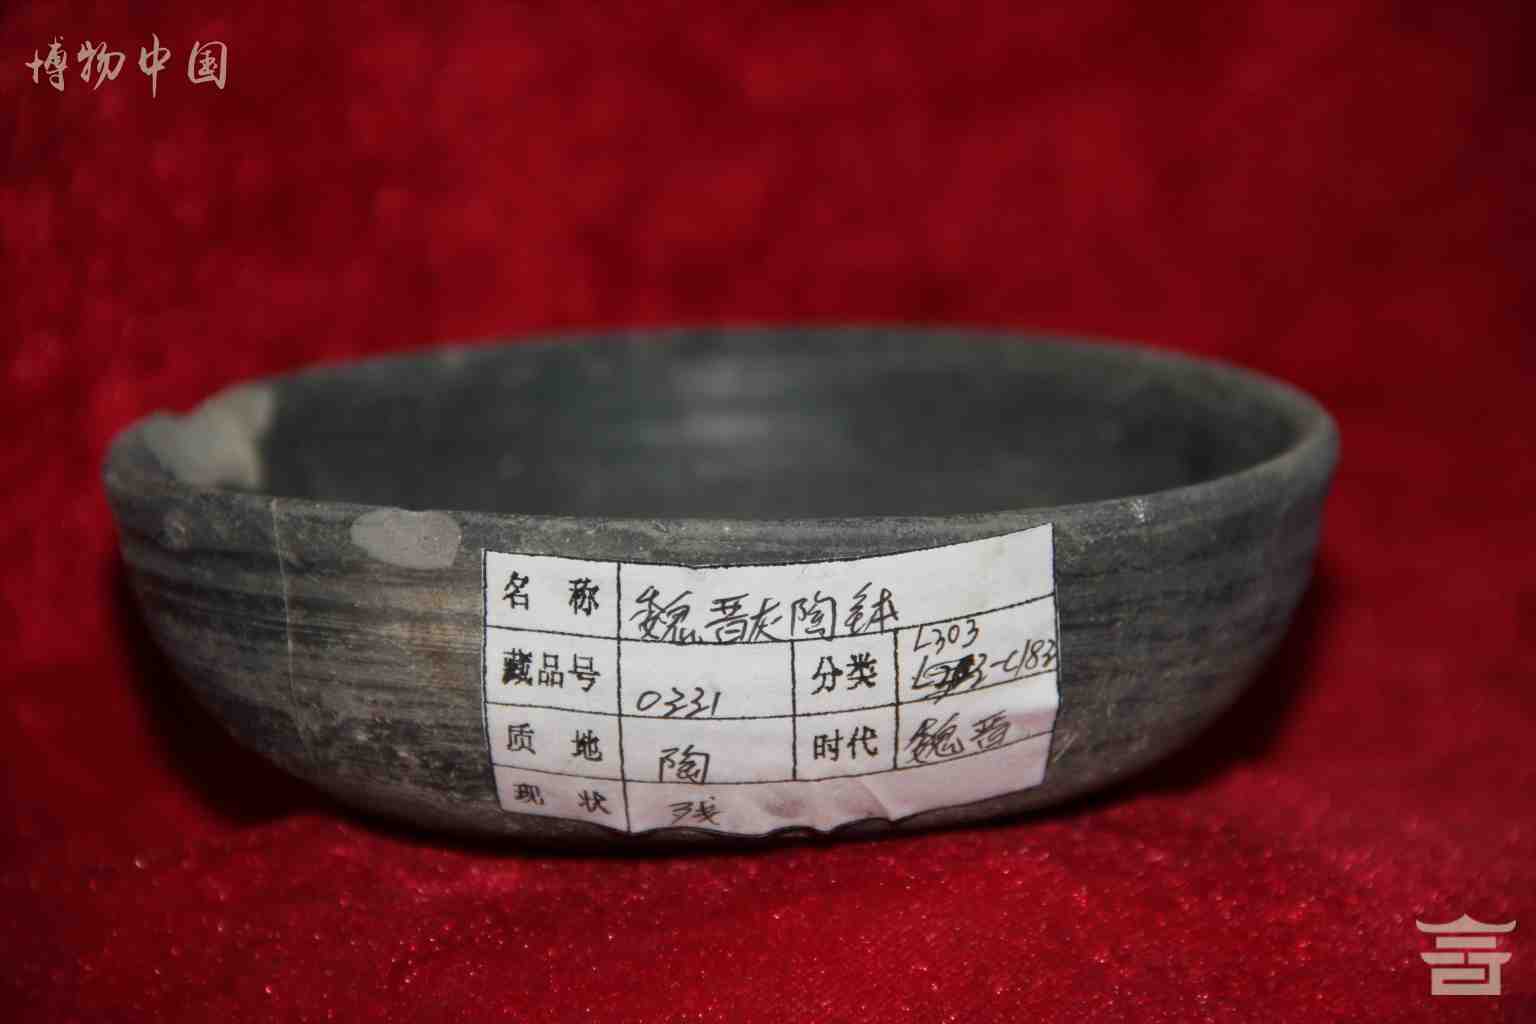 博物中国
名 称 魏晋灰陶钵
藏品号 0331 分类 L303
-C183
质 地 陶 时代 魏晋
现 状 残